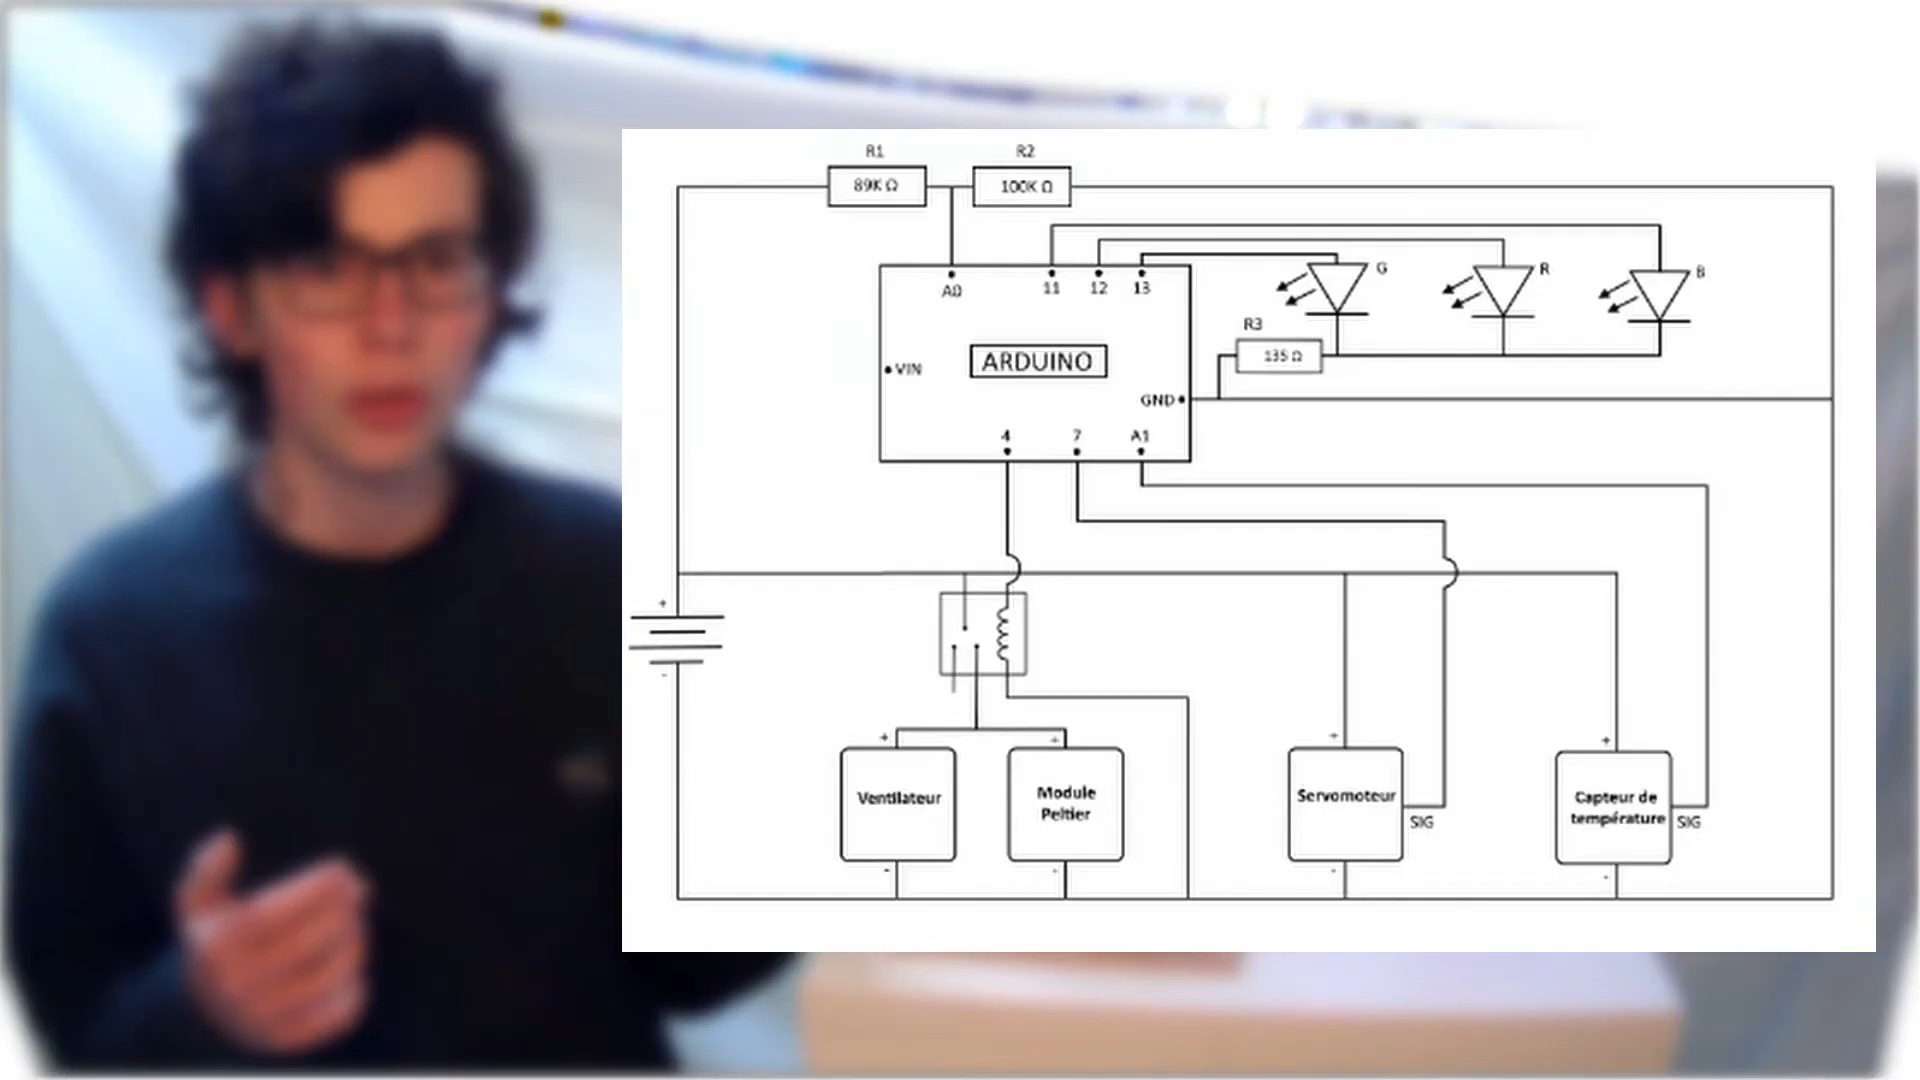 R1
R2
89K Ω
100K Ω
A0
11
12
13
G
R
B
R3
135 Ω
VIN
ARDUINO
GND
4
7
A1
+
-
+
+
+
+
Ventilateur
Module
Peltier
Servomoteur
SIG
Capteur de
température
SIG
-
-
-
-